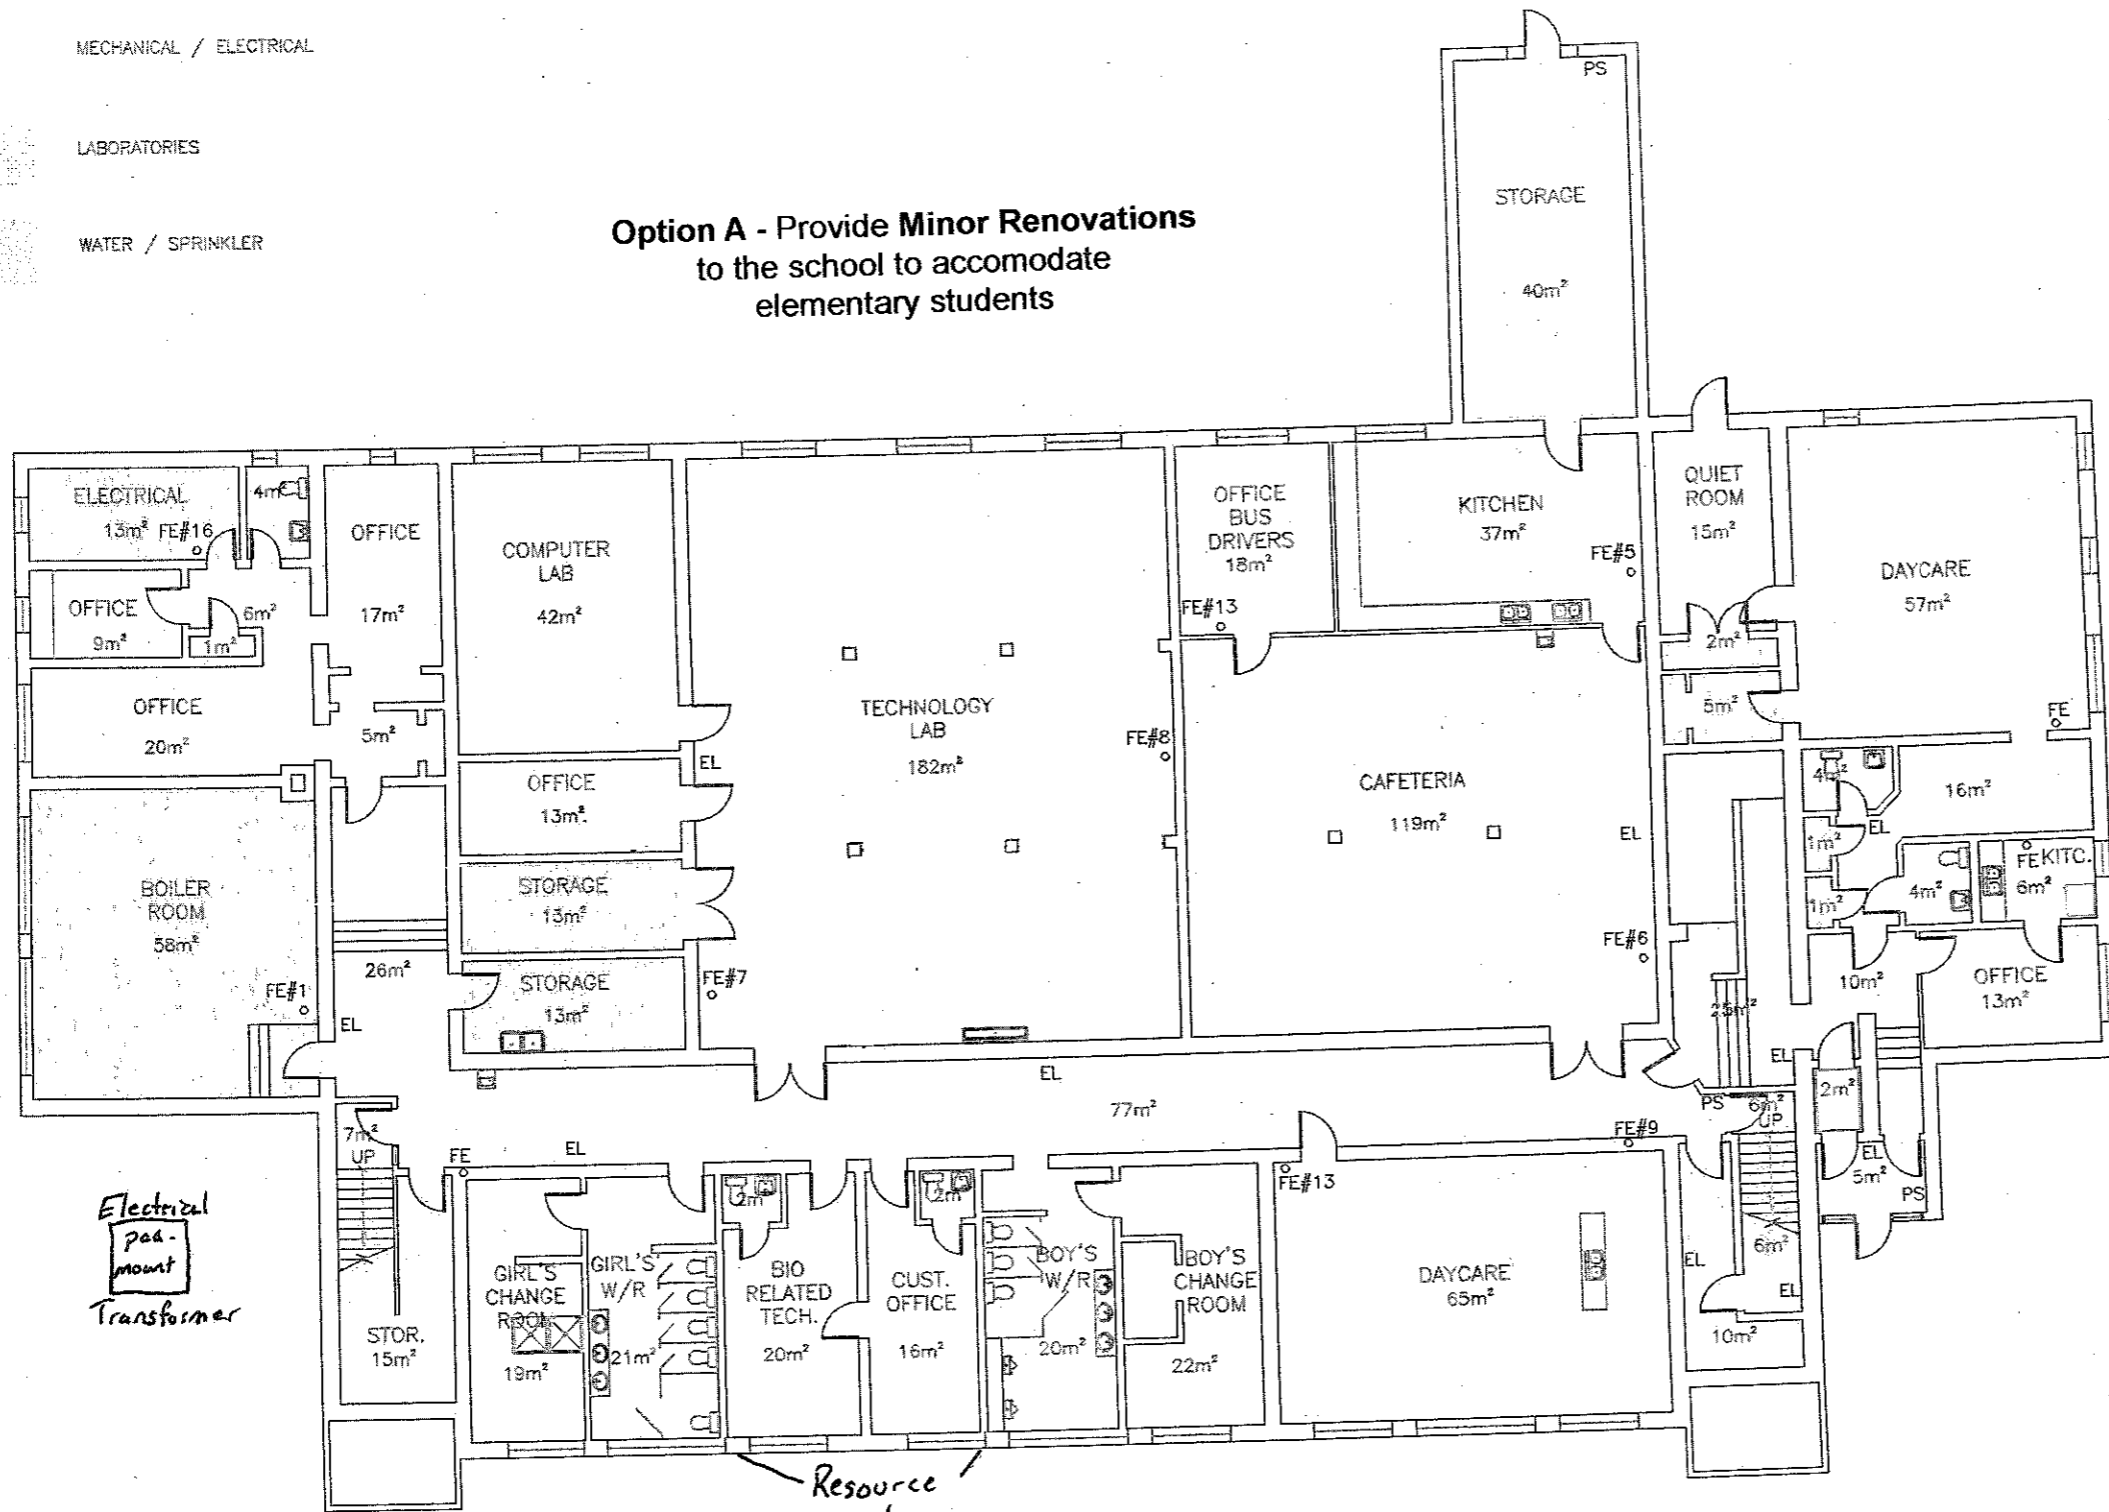 MECHANICAL / ELECTRICAL
LABORATORIES
WATER / SPRINKLER
Option A - Provide Minor Renovations
to the school to accomodate
elementary students
PS
STORAGE
40m²
ELECTRICAL
13m²
FE#16
4m²
OFFICE
17m²
OFFICE
9m²
6m²
1m²
OFFICE
20m²
5m²
COMPUTER
LAB
42m²
OFFICE
13m²
EL
STORAGE
13m²
STORAGE
13m²
BOILER
ROOM
58m²
FE#1
26m²
EL
TECHNOLOGY
LAB
182m²
FE#7
FE#8
OFFICE
BUS
DRIVERS
18m²
FE#13
KITCHEN
37m²
FE#5
CAFETERIA
119m²
EL
FE#6
QUIET
ROOM
15m²
2m²
5m²
DAYCARE
57m²
FE
4m²
16m²
EL
1m²
1m²
4m²
FE
KITC.
6m²
10m²
OFFICE
13m²
EL
2m²
EL
5m²
PS
EL
77m²
PS
6m²
UP
FE#9
7m²
UP
FE
EL
STOR.
15m²
GIRL'S
CHANGE
ROOM
19m²
GIRL'S
W/R
21m²
2m²
BIO
RELATED
TECH.
20m²
2m²
CUST.
OFFICE
16m²
BOY'S
W/R
20m²
BOY'S
CHANGE
ROOM
22m²
FE#13
DAYCARE
65m²
EL
6m²
EL
10m²
Electrical
pad-
mount
Transformer
Resource